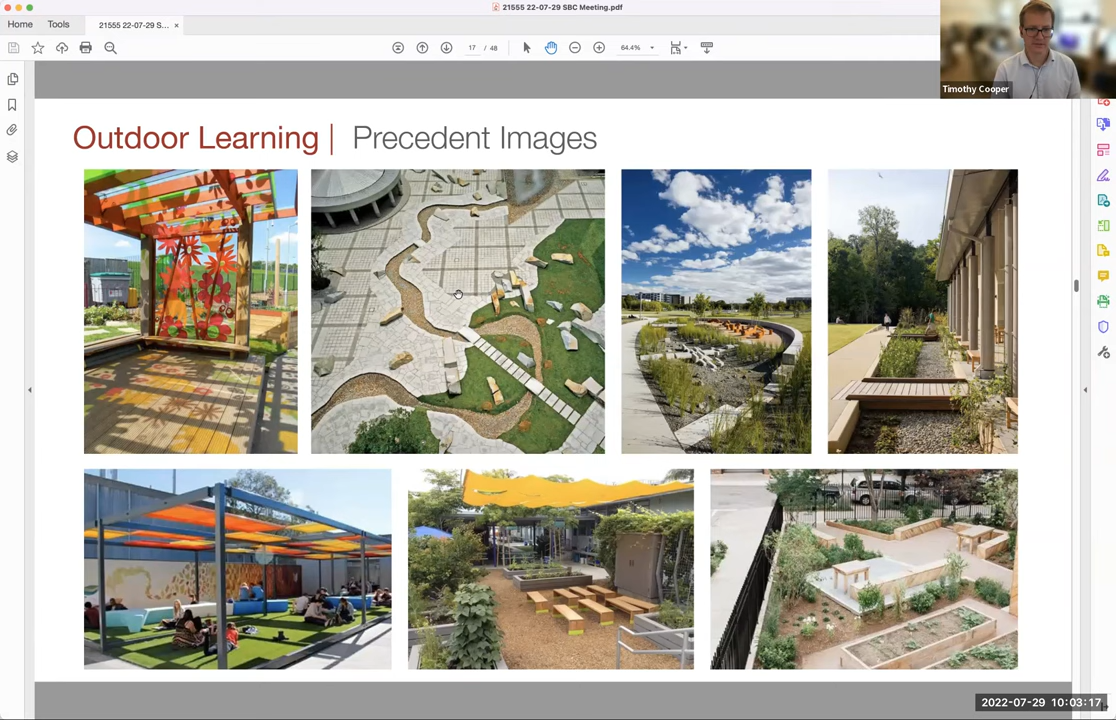 21555 22-07-29 SBC Meeting.pdf
Home
Tools
21555 22-07-29 S...
17 / 48
64.4%
Timothy Cooper
Outdoor Learning | Precedent Images
2022-07-29 10:03:17